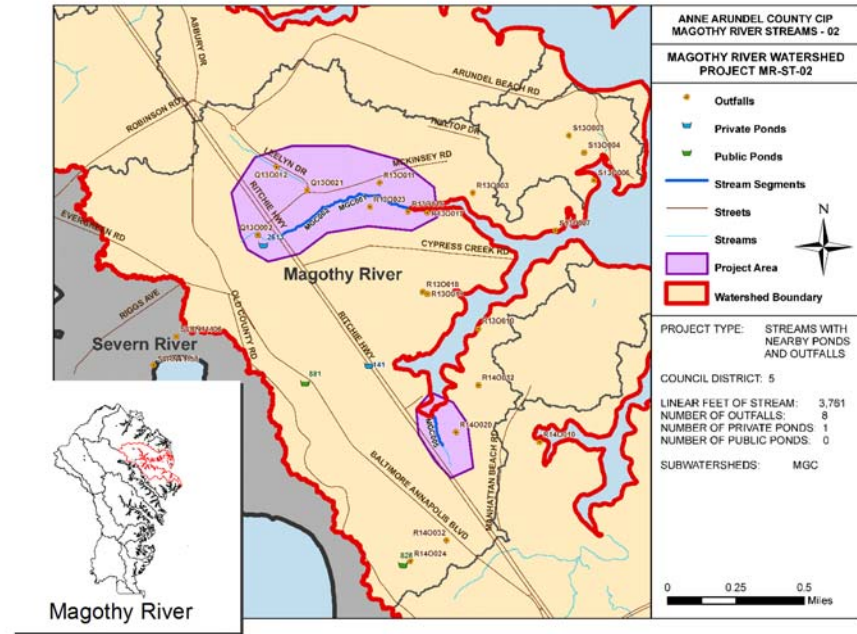 ANNE ARUNDEL COUNTY CIP
MAGOTHY RIVER STREAMS - 02
MAGOTHY RIVER WATERSHED
PROJECT MR-ST-02
Outfalls
Private Ponds
Public Ponds
Stream Segments
Streets
Streams
Project Area
Watershed Boundary
N
PROJECT TYPE: STREAMS WITH
NEARBY PONDS
AND OUTFALLS
COUNCIL DISTRICT: 5
LINEAR FEET OF STREAM: 3,761
NUMBER OF OUTFALLS: 8
NUMBER OF PRIVATE PONDS: 1
NUMBER OF PUBLIC PONDS: 0
SUBWATERSHEDS: MGC
0 0.25 0.5
Miles
ASBURY DR
ARUNDEL BEACH RD
ROBINSON RD
HILLTOP DR
S13O003
S13O004
LEELYN DR
MCKINSEY RD
Q13O012
Q13O021
R13O011
S13O006
RITCHIE HWY
R13O003
MGC002
MGC001
R13O023
EVERGREEN RD
Q13O002
CYPRESS CREEK RD
Magothy River
RIGGS AVE
OLD COUNTY RD
R13O018
R13O010
Severn River
RITCHIE HWY
881
R14O020
R14O016
MANHATTAN BEACH RD
BALTIMORE ANNAPOLIS BLVD
R14O032
828
R14O024
Magothy River